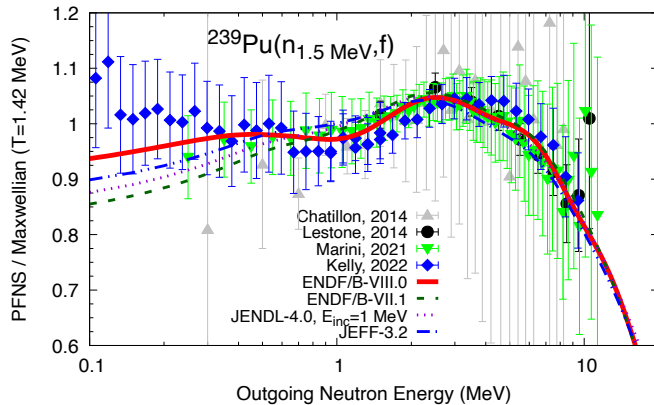 ²³⁹Pu(n₁.₅ MeV,f)
PFNS / Maxwellian (T=1.42 MeV)
1.2
1.1
1
0.9
0.8
0.7
0.6
Chatillon, 2014
Lestone, 2014
Marini, 2021
Kelly, 2022
ENDF/B-VIII.0
ENDF/B-VII.1
JENDL-4.0, Eᵢₙc=1 MeV
JEFF-3.2
0.1 1 10
Outgoing Neutron Energy (MeV)